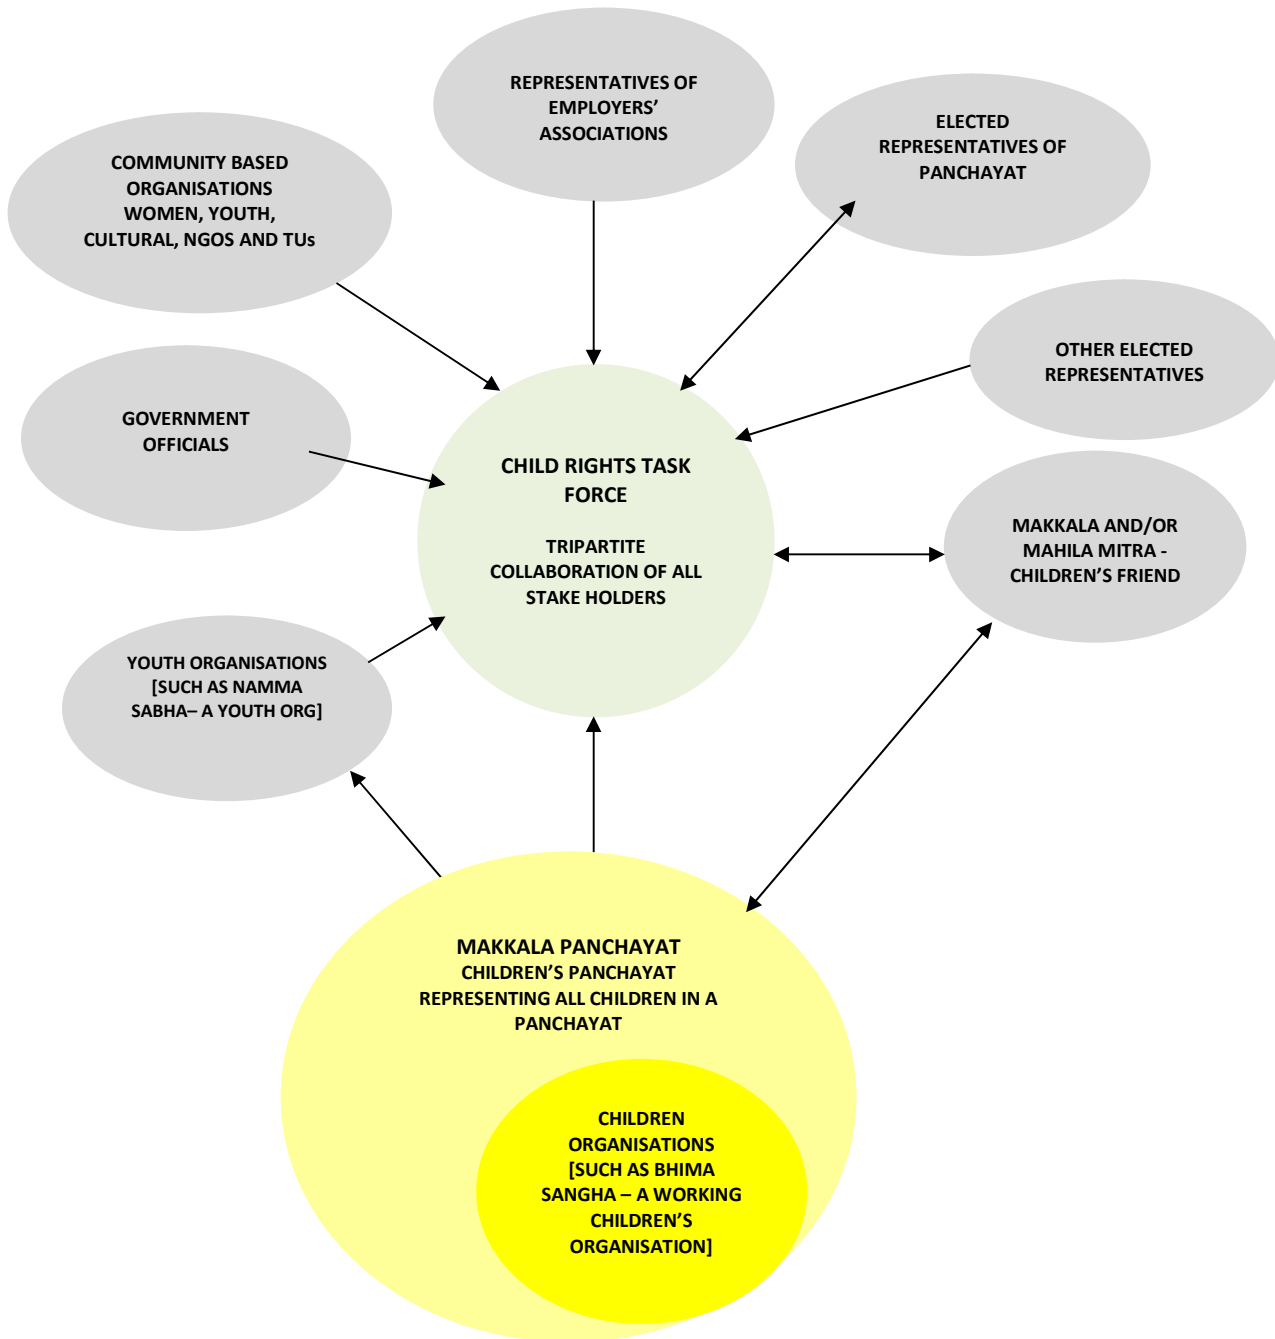 REPRESENTATIVES OF
EMPLOYERS’
ASSOCIATIONS
ELECTED
REPRESENTATIVES OF
PANCHAYAT
COMMUNITY BASED
ORGANISATIONS
WOMEN, YOUTH,
CULTURAL, NGOS AND TUs
OTHER ELECTED
REPRESENTATIVES
GOVERNMENT
OFFICIALS
CHILD RIGHTS TASK
FORCE
TRIPARTITE
COLLABORATION OF ALL
STAKE HOLDERS
MAKKALA AND/OR
MAHILA MITRA -
CHILDREN’S FRIEND
YOUTH ORGANISATIONS
[SUCH AS NAMMA
SABHA– A YOUTH ORG]
MAKKALA PANCHAYAT
CHILDREN’S PANCHAYAT
REPRESENTING ALL CHILDREN IN A
PANCHAYAT
CHILDREN
ORGANISATIONS
[SUCH AS BHIMA
SANGHA – A WORKING
CHILDREN’S
ORGANISATION]